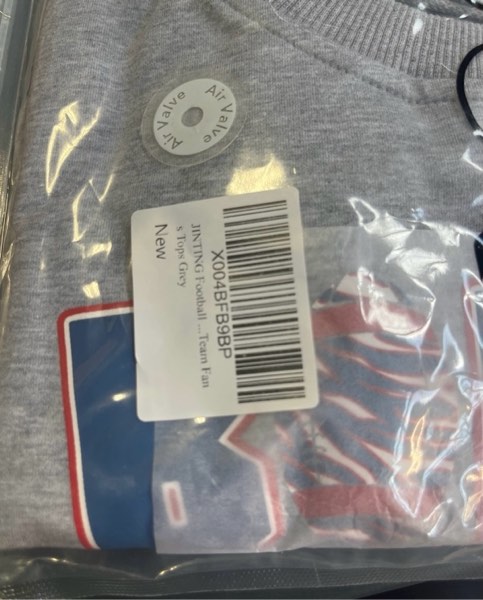 Air Valve
Air Valve
X004BFB9BP
JINTING Football ... Team Fan
s Tops Grey
New